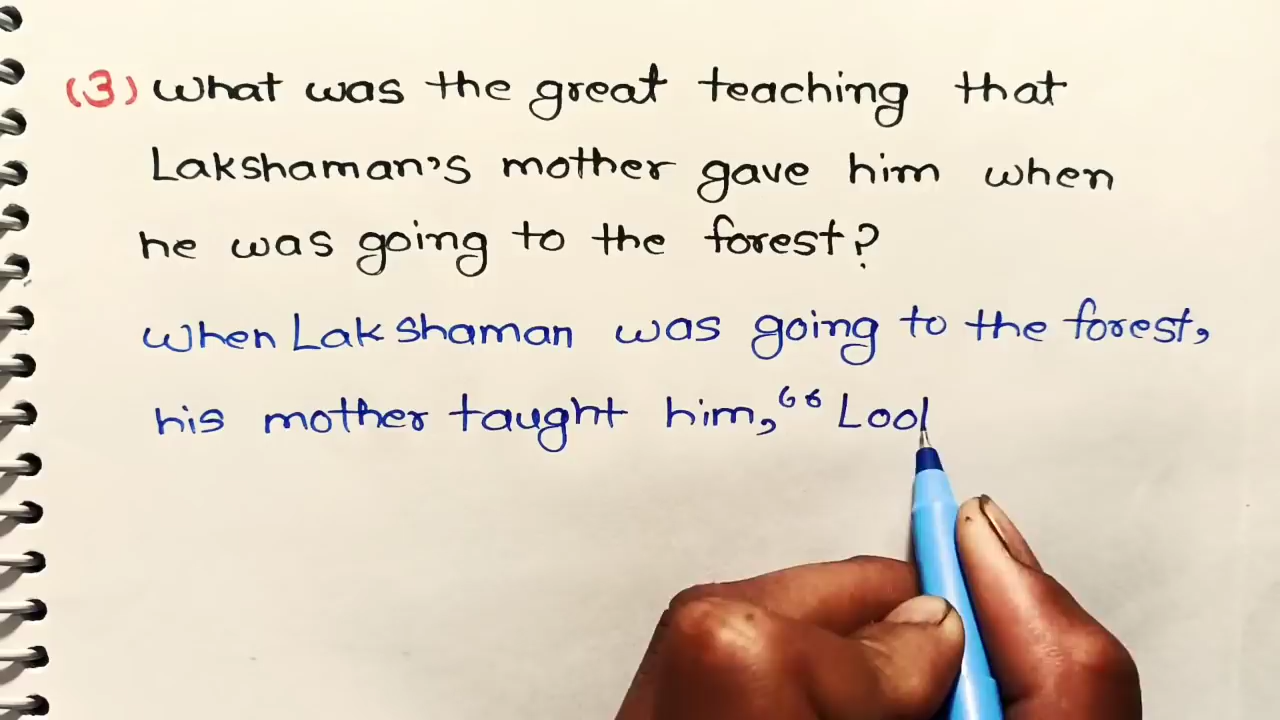 (3) What was the great teaching that
Lakshaman's mother gave him when
he was going to the forest?
When Lakshaman was going to the forest,
his mother taught him, “Lool